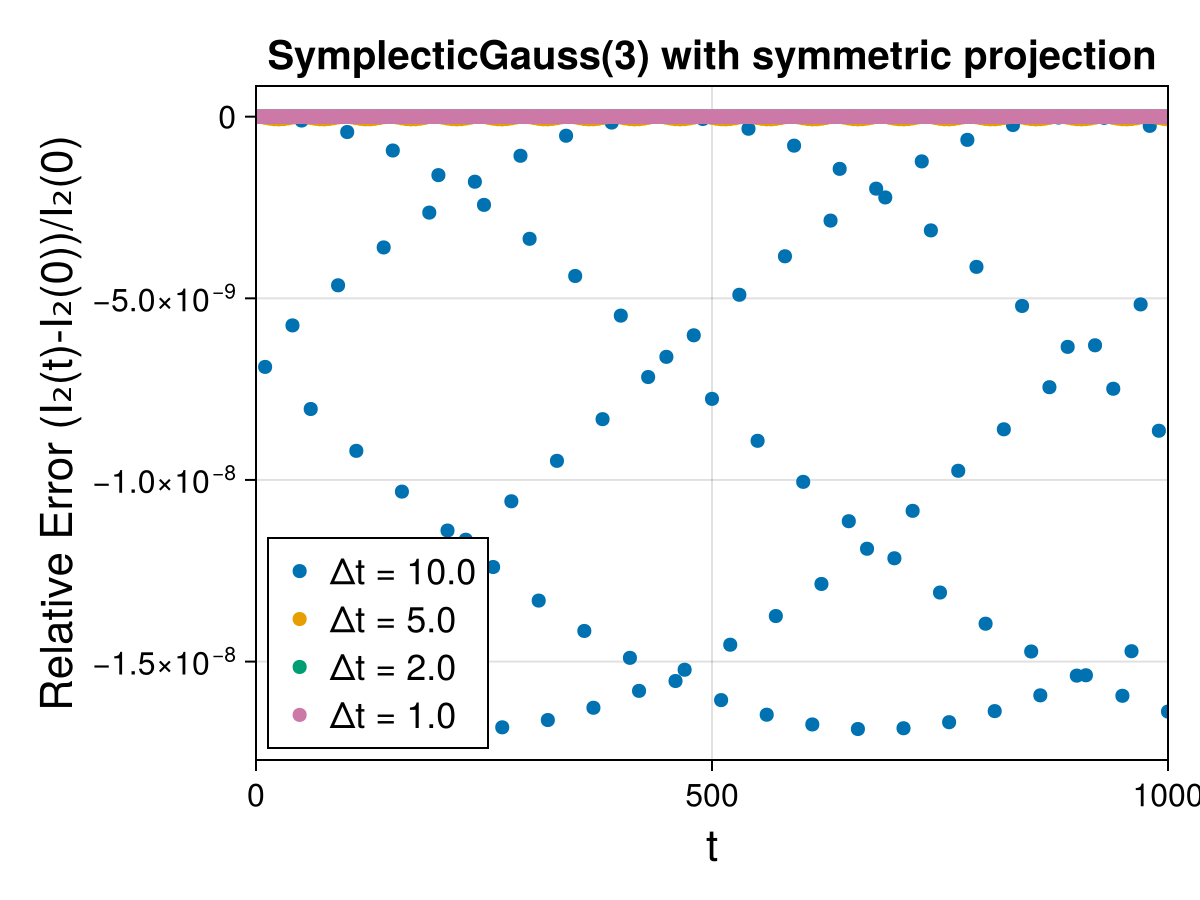 SymplecticGauss(3) with symmetric projection
Relative Error (I₂(t)-I₂(0))/I₂(0)
0
−5.0×10⁻⁹
−1.0×10⁻⁸
−1.5×10⁻⁸
Δt = 10.0
Δt = 5.0
Δt = 2.0
Δt = 1.0
0 500 1000
t